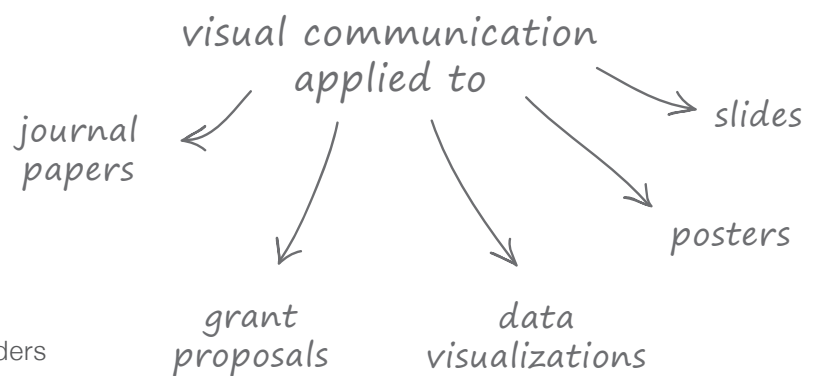 visual communication
applied to
journal
papers
slides
posters
grant
proposals
data
visualizations